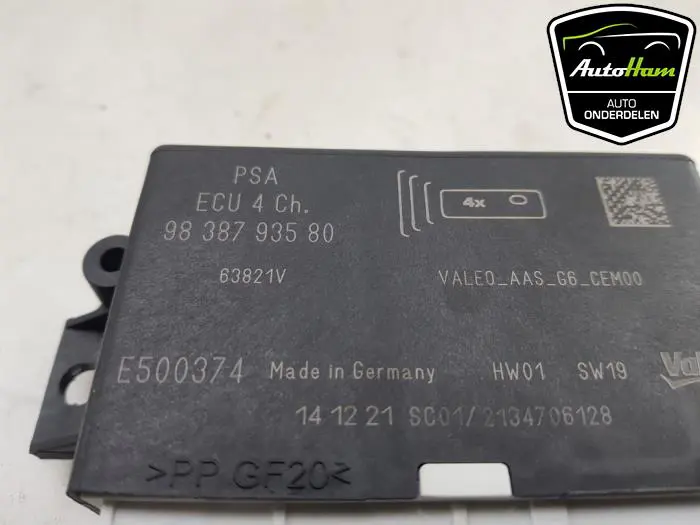 AutoHam
AUTO
ONDERDELEN
PSA
ECU 4 Ch.
98 387 935 80
4x
63821V
VALEO_AAS_G6_CEM00
E500374
Made in Germany
HW01
SW19
Val
14 12 21 SC01/2134706128
>PP GF20<